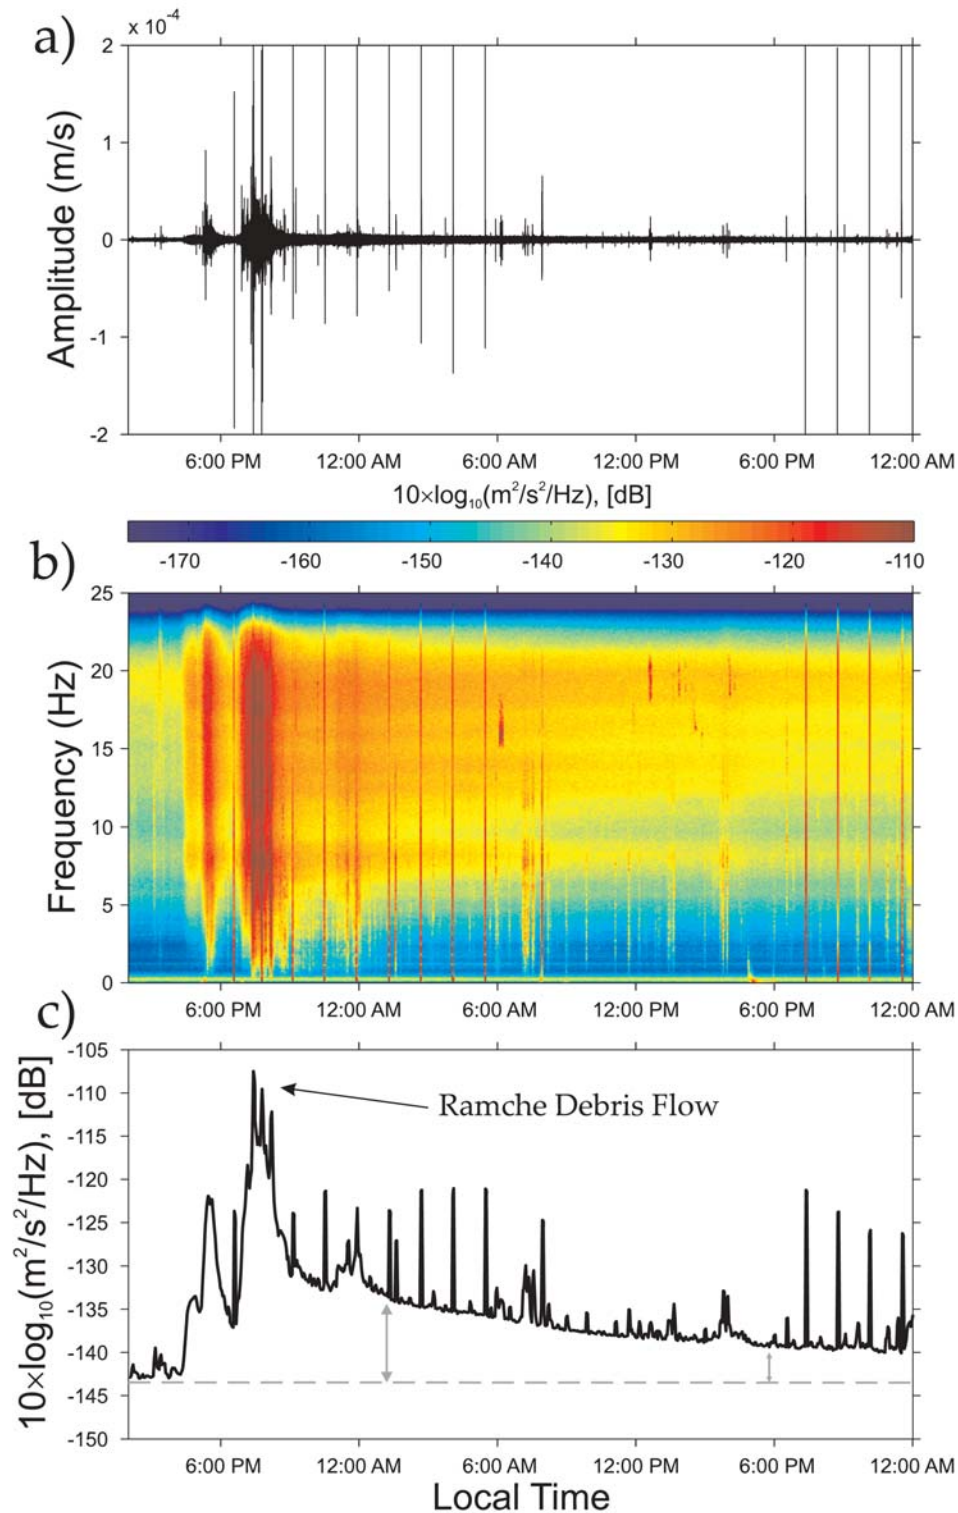 a)
x 10⁻⁴
2
1
0
-1
-2
Amplitude (m/s)
6:00 PM 12:00 AM 6:00 AM 12:00 PM 6:00 PM 12:00 AM
10×log₁₀(m²/s²/Hz), [dB]
-170 -160 -150 -140 -130 -120 -110
b)
25
20
15
10
5
0
Frequency (Hz)
6:00 PM 12:00 AM 6:00 AM 12:00 PM 6:00 PM 12:00 AM
c)
-105
-110
-115
-120
-125
-130
-135
-140
-145
-150
10×log₁₀(m²/s²/Hz), [dB]
Ramche Debris Flow
6:00 PM 12:00 AM 6:00 AM 12:00 PM 6:00 PM 12:00 AM
Local Time